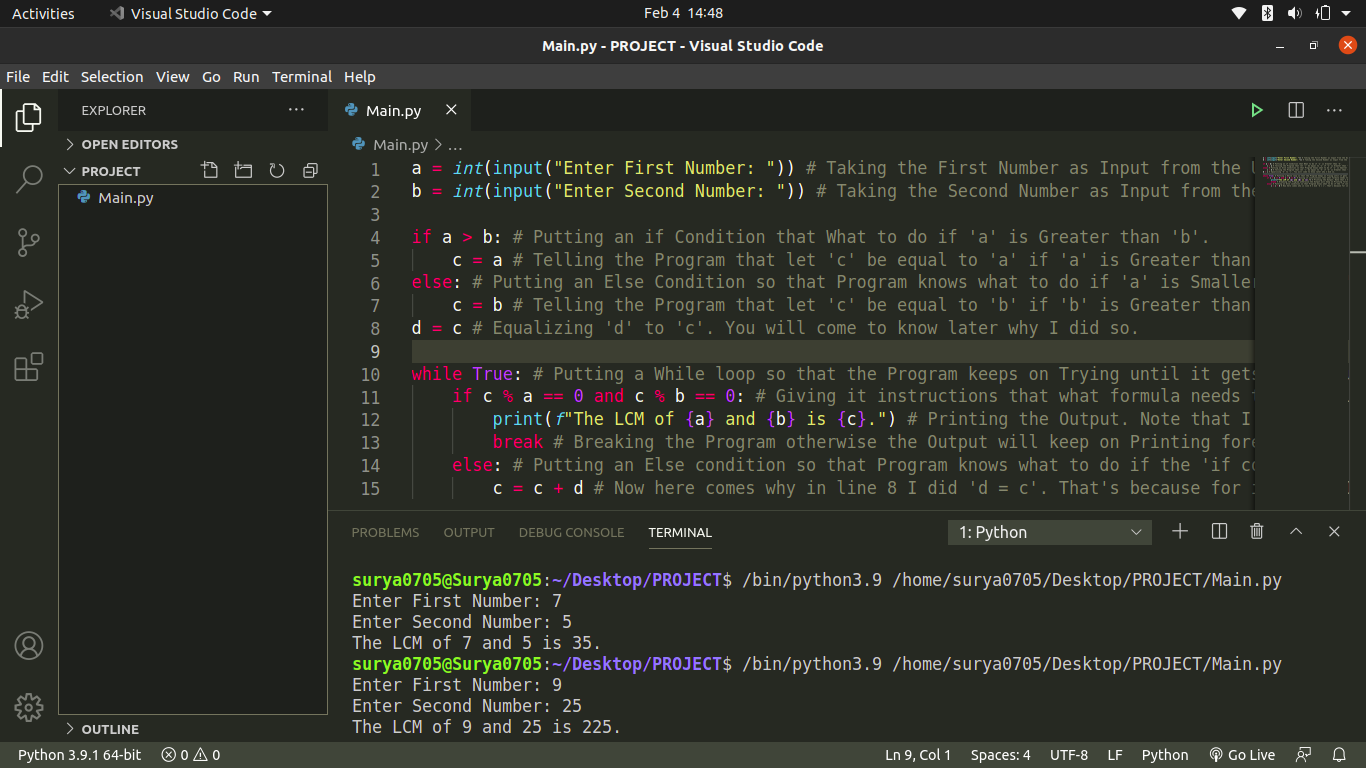 Activities Visual Studio Code Feb 4 14:48
Main.py - PROJECT - Visual Studio Code
File Edit Selection View Go Run Terminal Help
EXPLORER
OPEN EDITORS
PROJECT
Main.py
OUTLINE
Main.py
Main.py > ...
1 a = int(input("Enter First Number: ")) # Taking the First Number as Input from the
2 b = int(input("Enter Second Number: ")) # Taking the Second Number as Input from the
3
4 if a > b: # Putting an if Condition that What to do if 'a' is Greater than 'b'.
5 c = a # Telling the Program that let 'c' be equal to 'a' if 'a' is Greater than
6 else: # Putting an Else Condition so that Program knows what to do if 'a' is Smaller
7 c = b # Telling the Program that let 'c' be equal to 'b' if 'b' is Greater than
8 d = c # Equalizing 'd' to 'c'. You will come to know later why I did so.
9
10 while True: # Putting a While loop so that the Program keeps on Trying until it gets
11 if c % a == 0 and c % b == 0: # Giving it instructions that what formula needs
12 print(f"The LCM of {a} and {b} is {c}.") # Printing the Output. Note that I
13 break # Breaking the Program otherwise the Output will keep on Printing fore
14 else: # Putting an Else condition so that Program knows what to do if the 'if co
15 c = c + d # Now here comes why in line 8 I did 'd = c'. That's because for
PROBLEMS OUTPUT DEBUG CONSOLE TERMINAL 1: Python
surya0705@Surya0705:~/Desktop/PROJECT$ /bin/python3.9 /home/surya0705/Desktop/PROJECT/Main.py
Enter First Number: 7
Enter Second Number: 5
The LCM of 7 and 5 is 35.
surya0705@Surya0705:~/Desktop/PROJECT$ /bin/python3.9 /home/surya0705/Desktop/PROJECT/Main.py
Enter First Number: 9
Enter Second Number: 25
The LCM of 9 and 25 is 225.
Python 3.9.1 64-bit 0 0 Ln 9, Col 1 Spaces: 4 UTF-8 LF Python Go Live